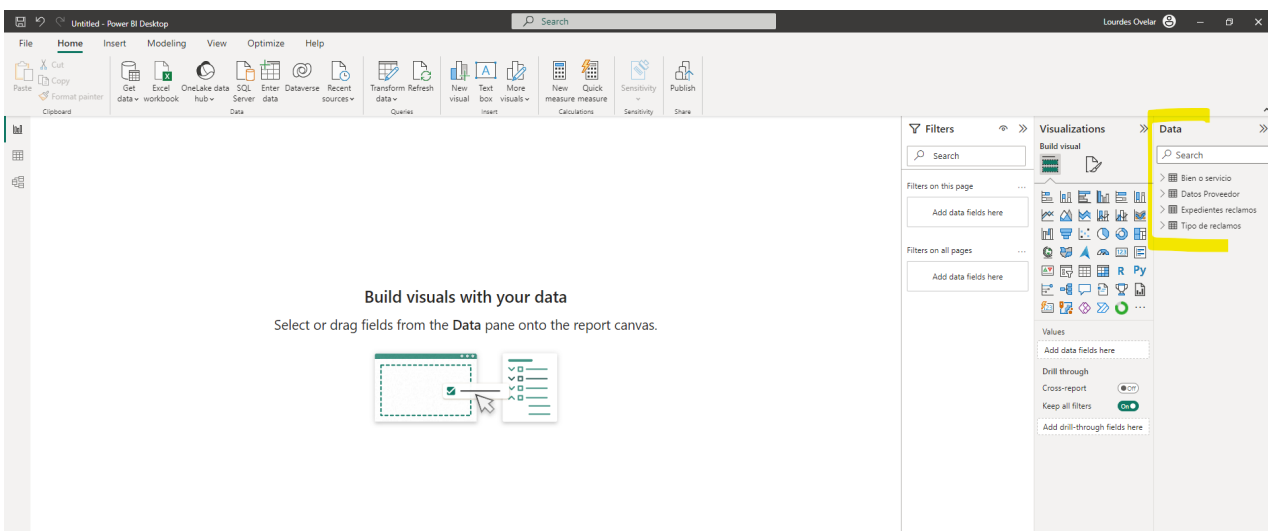 Untitled - Power BI Desktop
Search
Lourdes Ovelar
File Home Insert Modeling View Optimize Help
Paste
Cut
Copy
Format painter
Clipboard
Get data
Excel workbook
OneLake data hub
SQL Server
Enter data
Dataverse
Recent sources
Data
Transform data
Refresh
Queries
New visual
Text box
More visuals
Insert
New measure
Quick measure
Calculations
Sensitivity
Sensitivity
Publish
Share
Build visuals with your data
Select or drag fields from the Data pane onto the report canvas.
Filters
Search
Filters on this page
Add data fields here
Filters on all pages
Add data fields here
Visualizations
Build visual
123
R Py
Values
Add data fields here
Drill through
Cross-report
Off
Keep all filters
On
Add drill-through fields here
Data
Search
Bien o servicio
Datos Proveedor
Expedientes reclamos
Tipo de reclamos